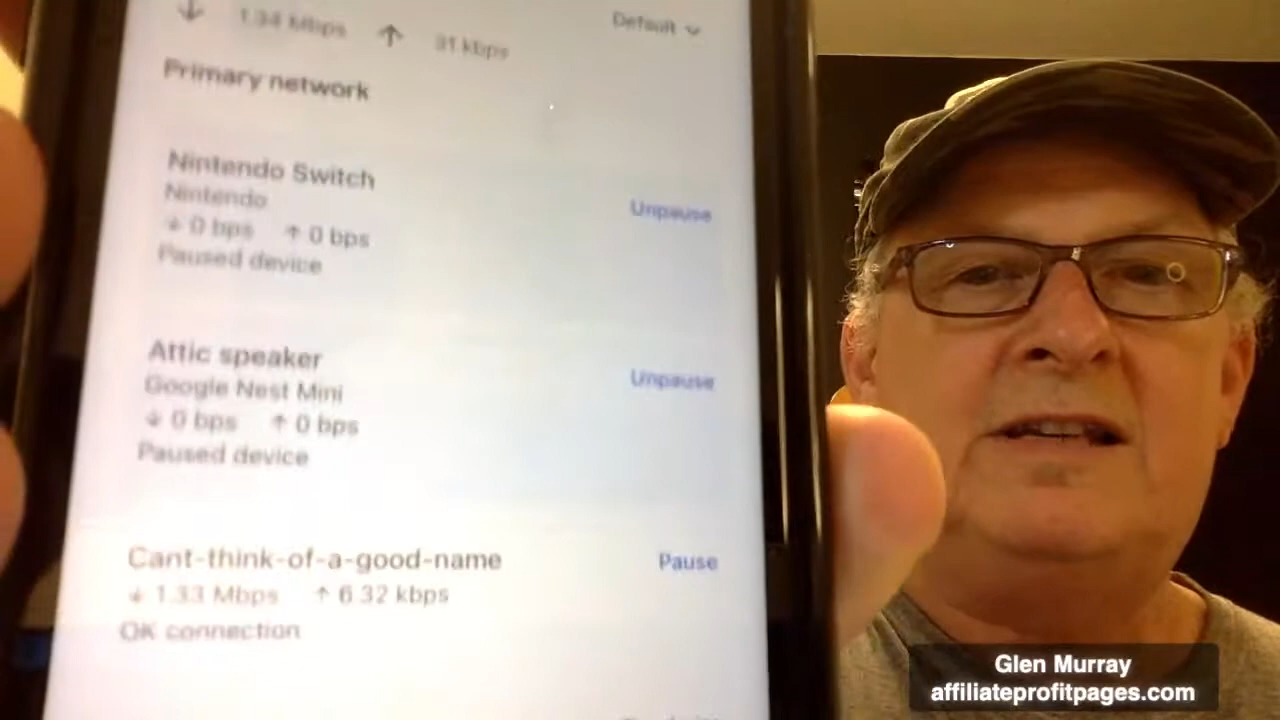 ↓ 1.34 Mbps ↑ 31 kbps
Default
Primary network
Nintendo Switch
Nintendo
Unpause
↓ 0 bps ↑ 0 bps
Paused device
Attic speaker
Google Nest Mini
Unpause
↓ 0 bps ↑ 0 bps
Paused device
Cant-think-of-a-good-name
Pause
↓ 1.33 Mbps ↑ 6.32 kbps
OK connection
Glen Murray
affiliateprofitpages.com